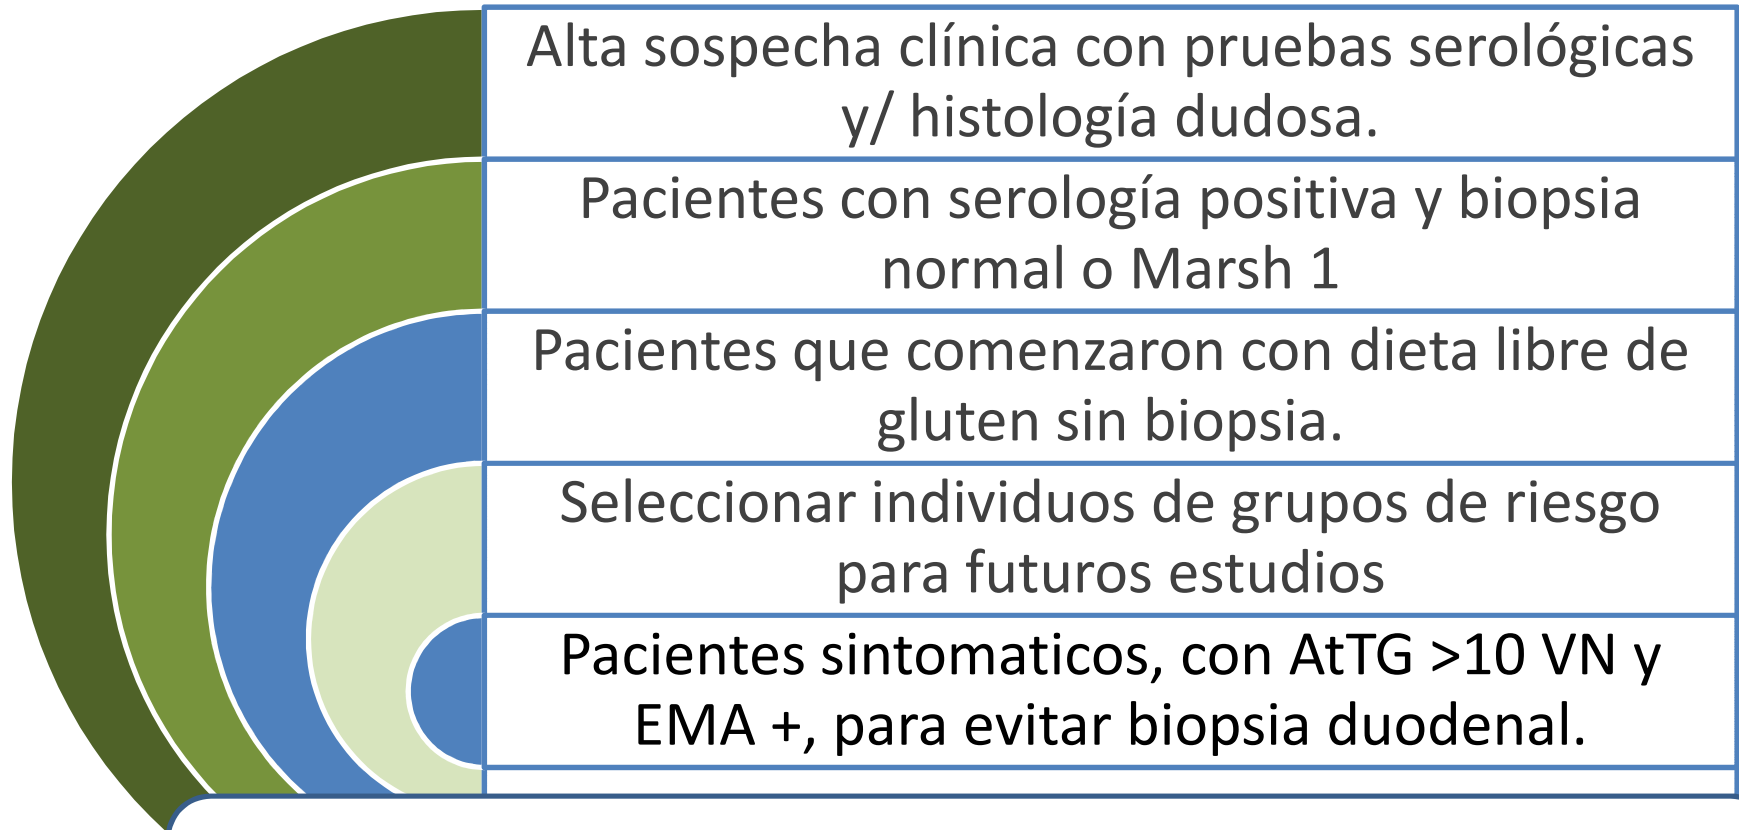 Alta sospecha clínica con pruebas serológicas
y/ histología dudosa.
Pacientes con serología positiva y biopsia
normal o Marsh 1
Pacientes que comenzaron con dieta libre de
gluten sin biopsia.
Seleccionar individuos de grupos de riesgo
para futuros estudios
Pacientes sintomaticos, con AtTG >10 VN y
EMA +, para evitar biopsia duodenal.